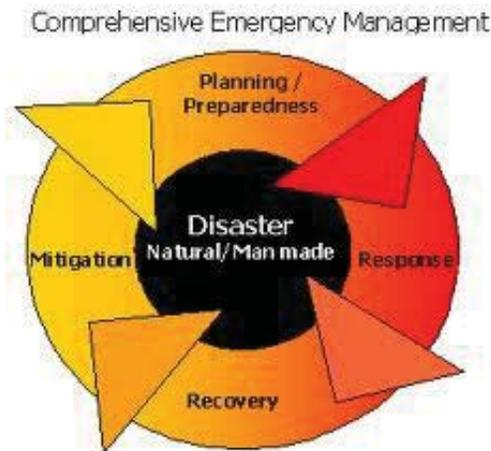 Comprehensive Emergency Management
Planning /
Preparedness
Disaster
Natural/Man made
Mitigation
Response
Recovery